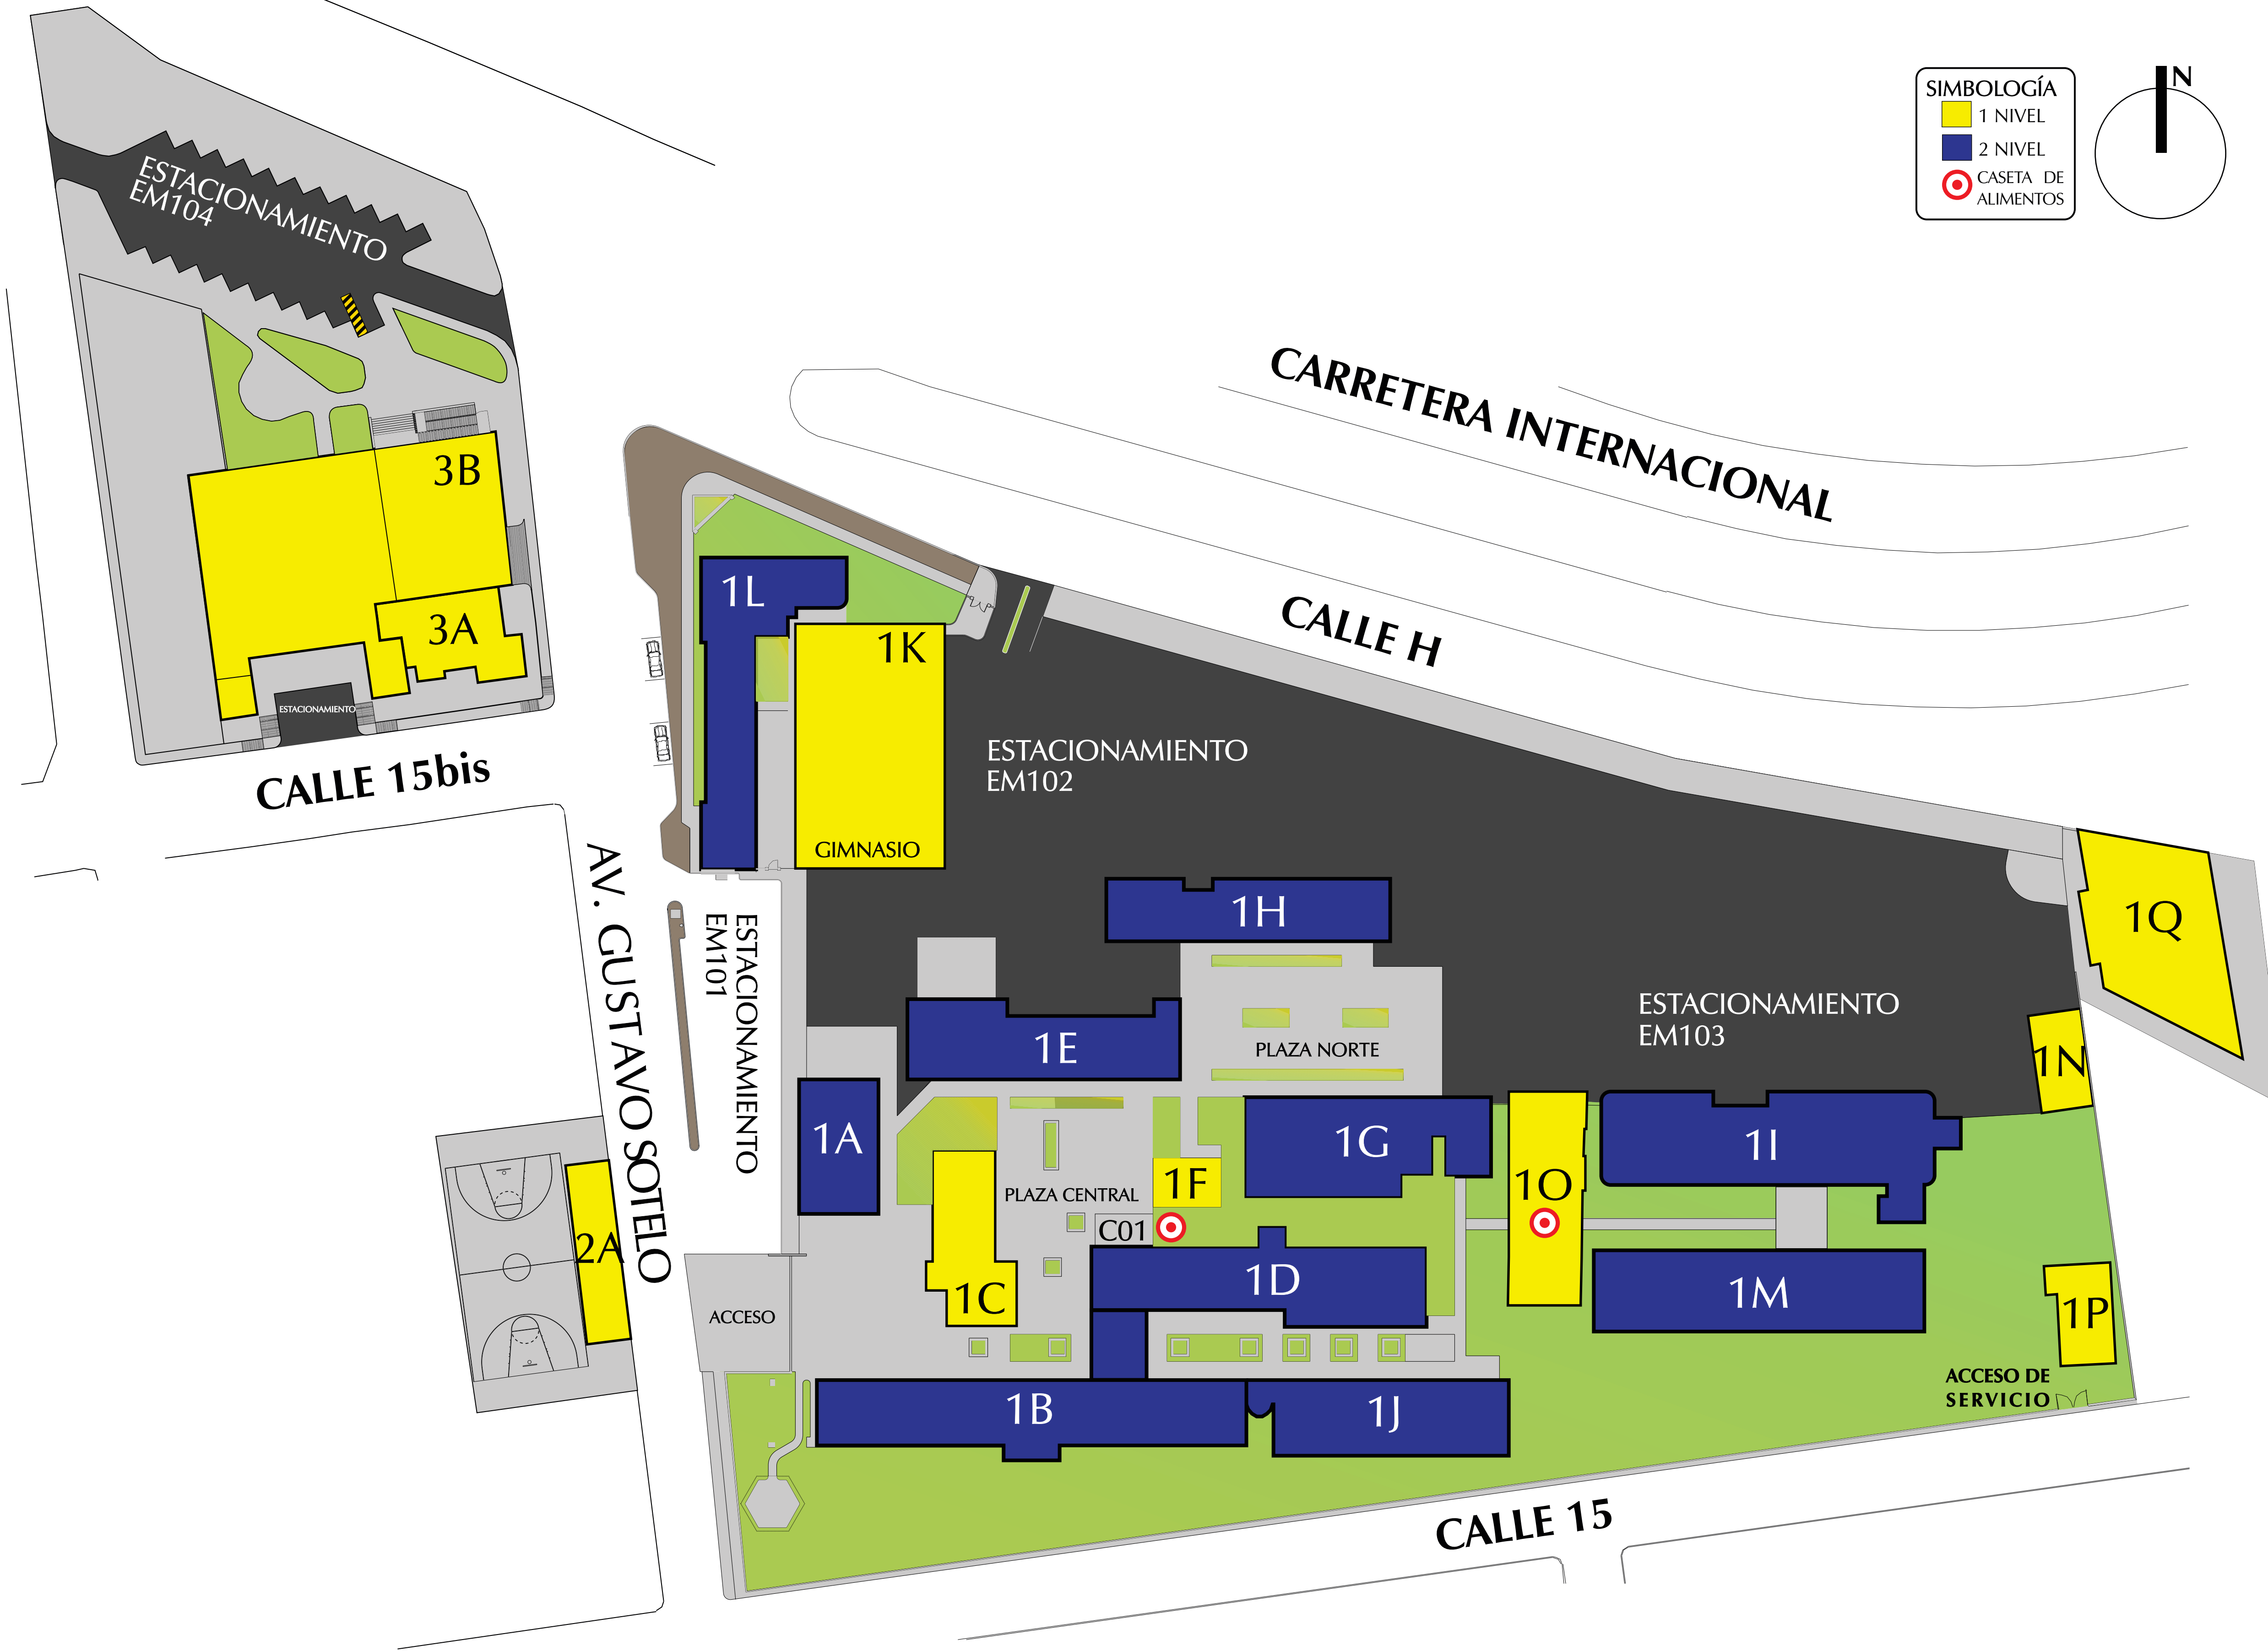 SIMBOLOGÍA
1 NIVEL
2 NIVEL
CASETA DE
ALIMENTOS
N
ESTACIONAMIENTO
EM104
3B
3A
ESTACIONAMIENTO
CALLE 15bis
CARRETERA INTERNACIONAL
CALLE H
1L
1K
GIMNASIO
ESTACIONAMIENTO
EM102
AV. GUSTAVO SOTELO
ESTACIONAMIENTO
EM101
1H
1Q
1E
PLAZA NORTE
ESTACIONAMIENTO
EM103
1N
1A
1G
1I
1O
1F
PLAZA CENTRAL
C01
2A
1C
1D
1M
1P
ACCESO
ACCESO DE
SERVICIO
1B
1J
CALLE 15